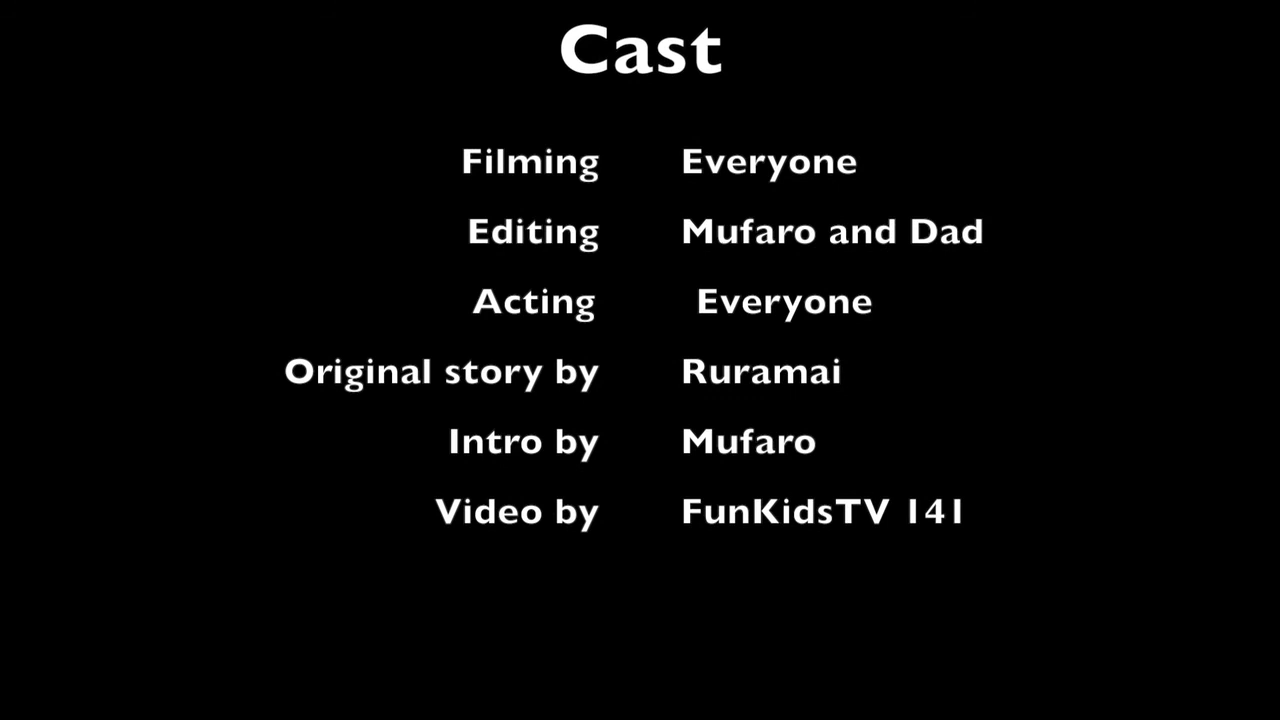 Cast
Filming Everyone
Editing Mufaro and Dad
Acting Everyone
Original story by Ruramai
Intro by Mufaro
Video by FunKidsTV 141